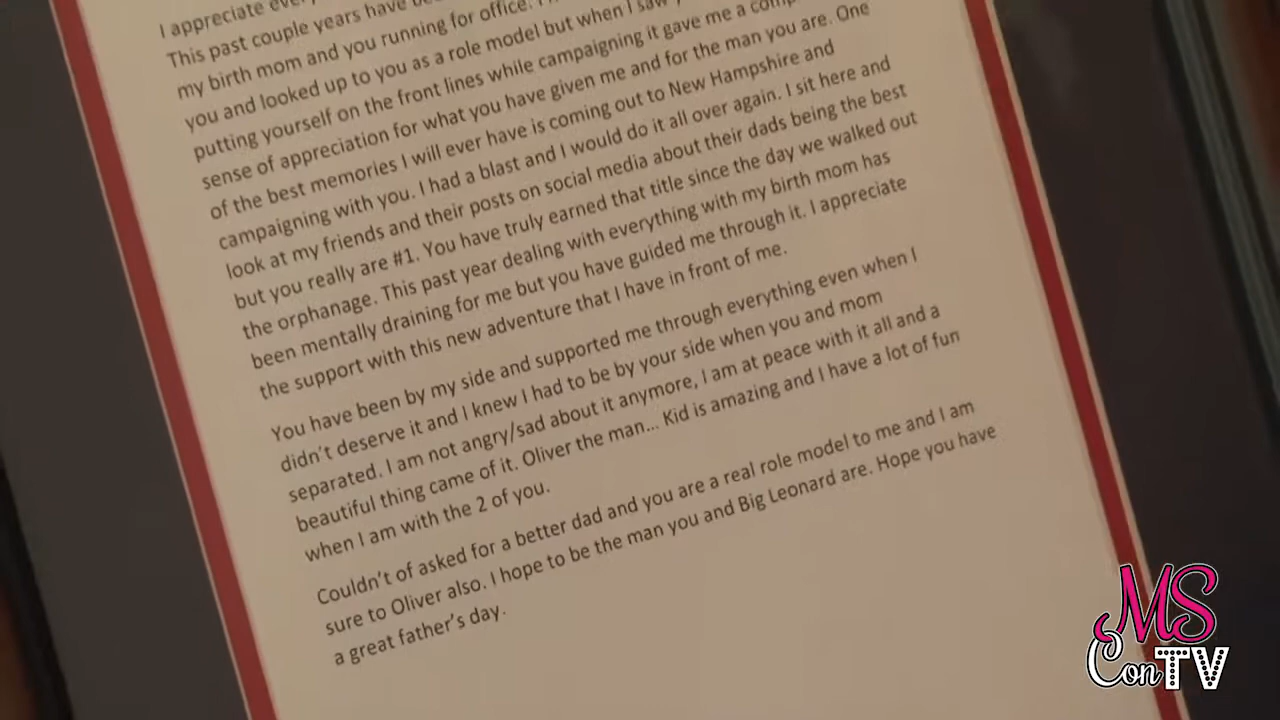 I appreciate
This past couple years have
my birth mom and you running for office.
you and looked up to you as a role model but when I saw
putting yourself on the front lines while campaigning it gave me a
sense of appreciation for what you have given me and for the man you are. One
of the best memories I will ever have is coming out to New Hampshire and
campaigning with you. I had a blast and I would do it all over again. I sit here and
look at my friends and their posts on social media about their dads being the best
but you really are #1. You have truly earned that title since the day we walked out
the orphanage. This past year dealing with everything with my birth mom has
been mentally draining for me but you have guided me through it. I appreciate
the support with this new adventure that I have in front of me.
You have been by my side and supported me through everything even when I
didn't deserve it and I knew I had to be by your side when you and mom
separated. I am not angry/sad about it anymore, I am at peace with it all and a
beautiful thing came of it. Oliver the man... Kid is amazing and I have a lot of fun
when I am with the 2 of you.
Couldn't of asked for a better dad and you are a real role model to me and I am
sure to Oliver also. I hope to be the man you and Big Leonard are. Hope you have
a great father's day.
MS
Con TV